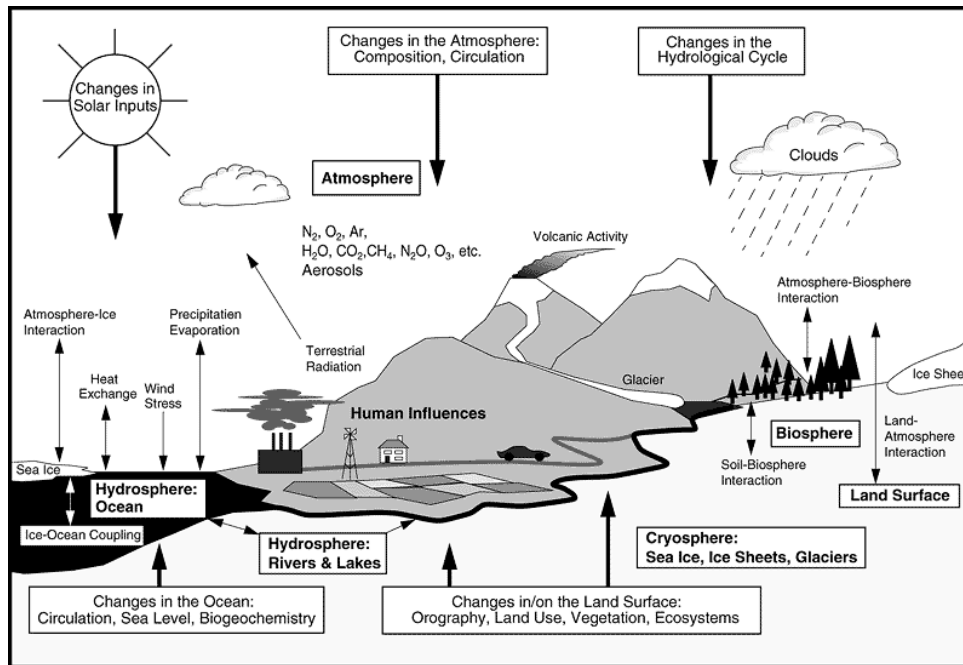 Changes in
Solar Inputs
Changes in the Atmosphere:
Composition, Circulation
Changes in the
Hydrological Cycle
Clouds
Atmosphere
N₂, O₂, Ar,
H₂O, CO₂,CH₄, N₂O, O₃, etc.
Aerosols
Volcanic Activity
Atmosphere-Biosphere
Interaction
Atmosphere-Ice
Interaction
Precipitation
Evaporation
Terrestrial
Radiation
Heat
Exchange
Wind
Stress
Human Influences
Glacier
Ice Sheet
Biosphere
Land-
Atmosphere
Interaction
Soil-Biosphere
Interaction
Land Surface
Sea Ice
Hydrosphere:
Ocean
Ice-Ocean Coupling
Hydrosphere:
Rivers & Lakes
Cryosphere:
Sea Ice, Ice Sheets, Glaciers
Changes in the Ocean:
Circulation, Sea Level, Biogeochemistry
Changes in/on the Land Surface:
Orography, Land Use, Vegetation, Ecosystems